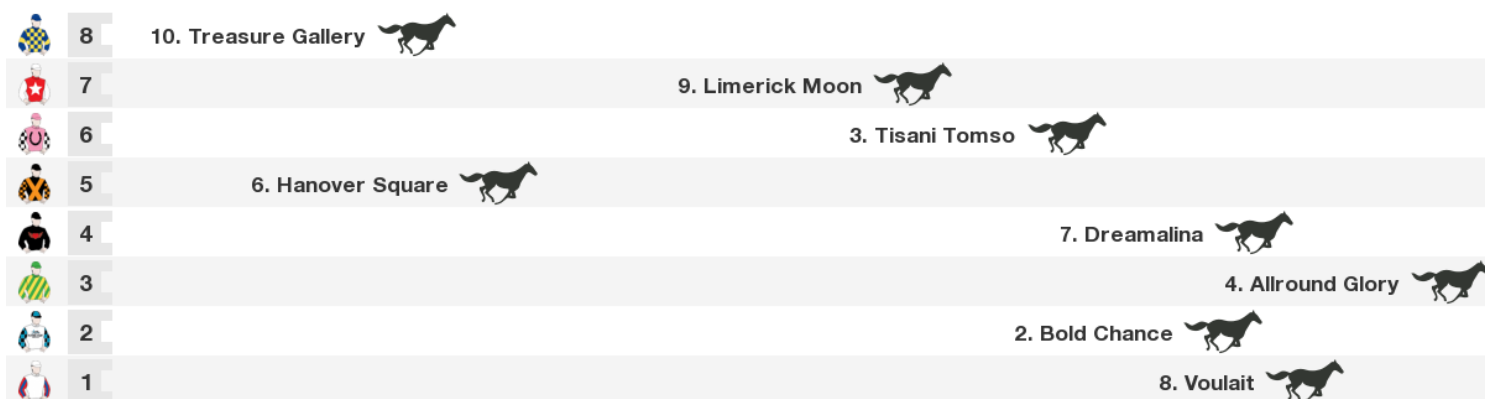 8 10. Treasure Gallery
7 9. Limerick Moon
6 3. Tisani Tomso
5 6. Hanover Square
4 7. Dreamalina
3 4. Allround Glory
2 2. Bold Chance
1 8. Voulait